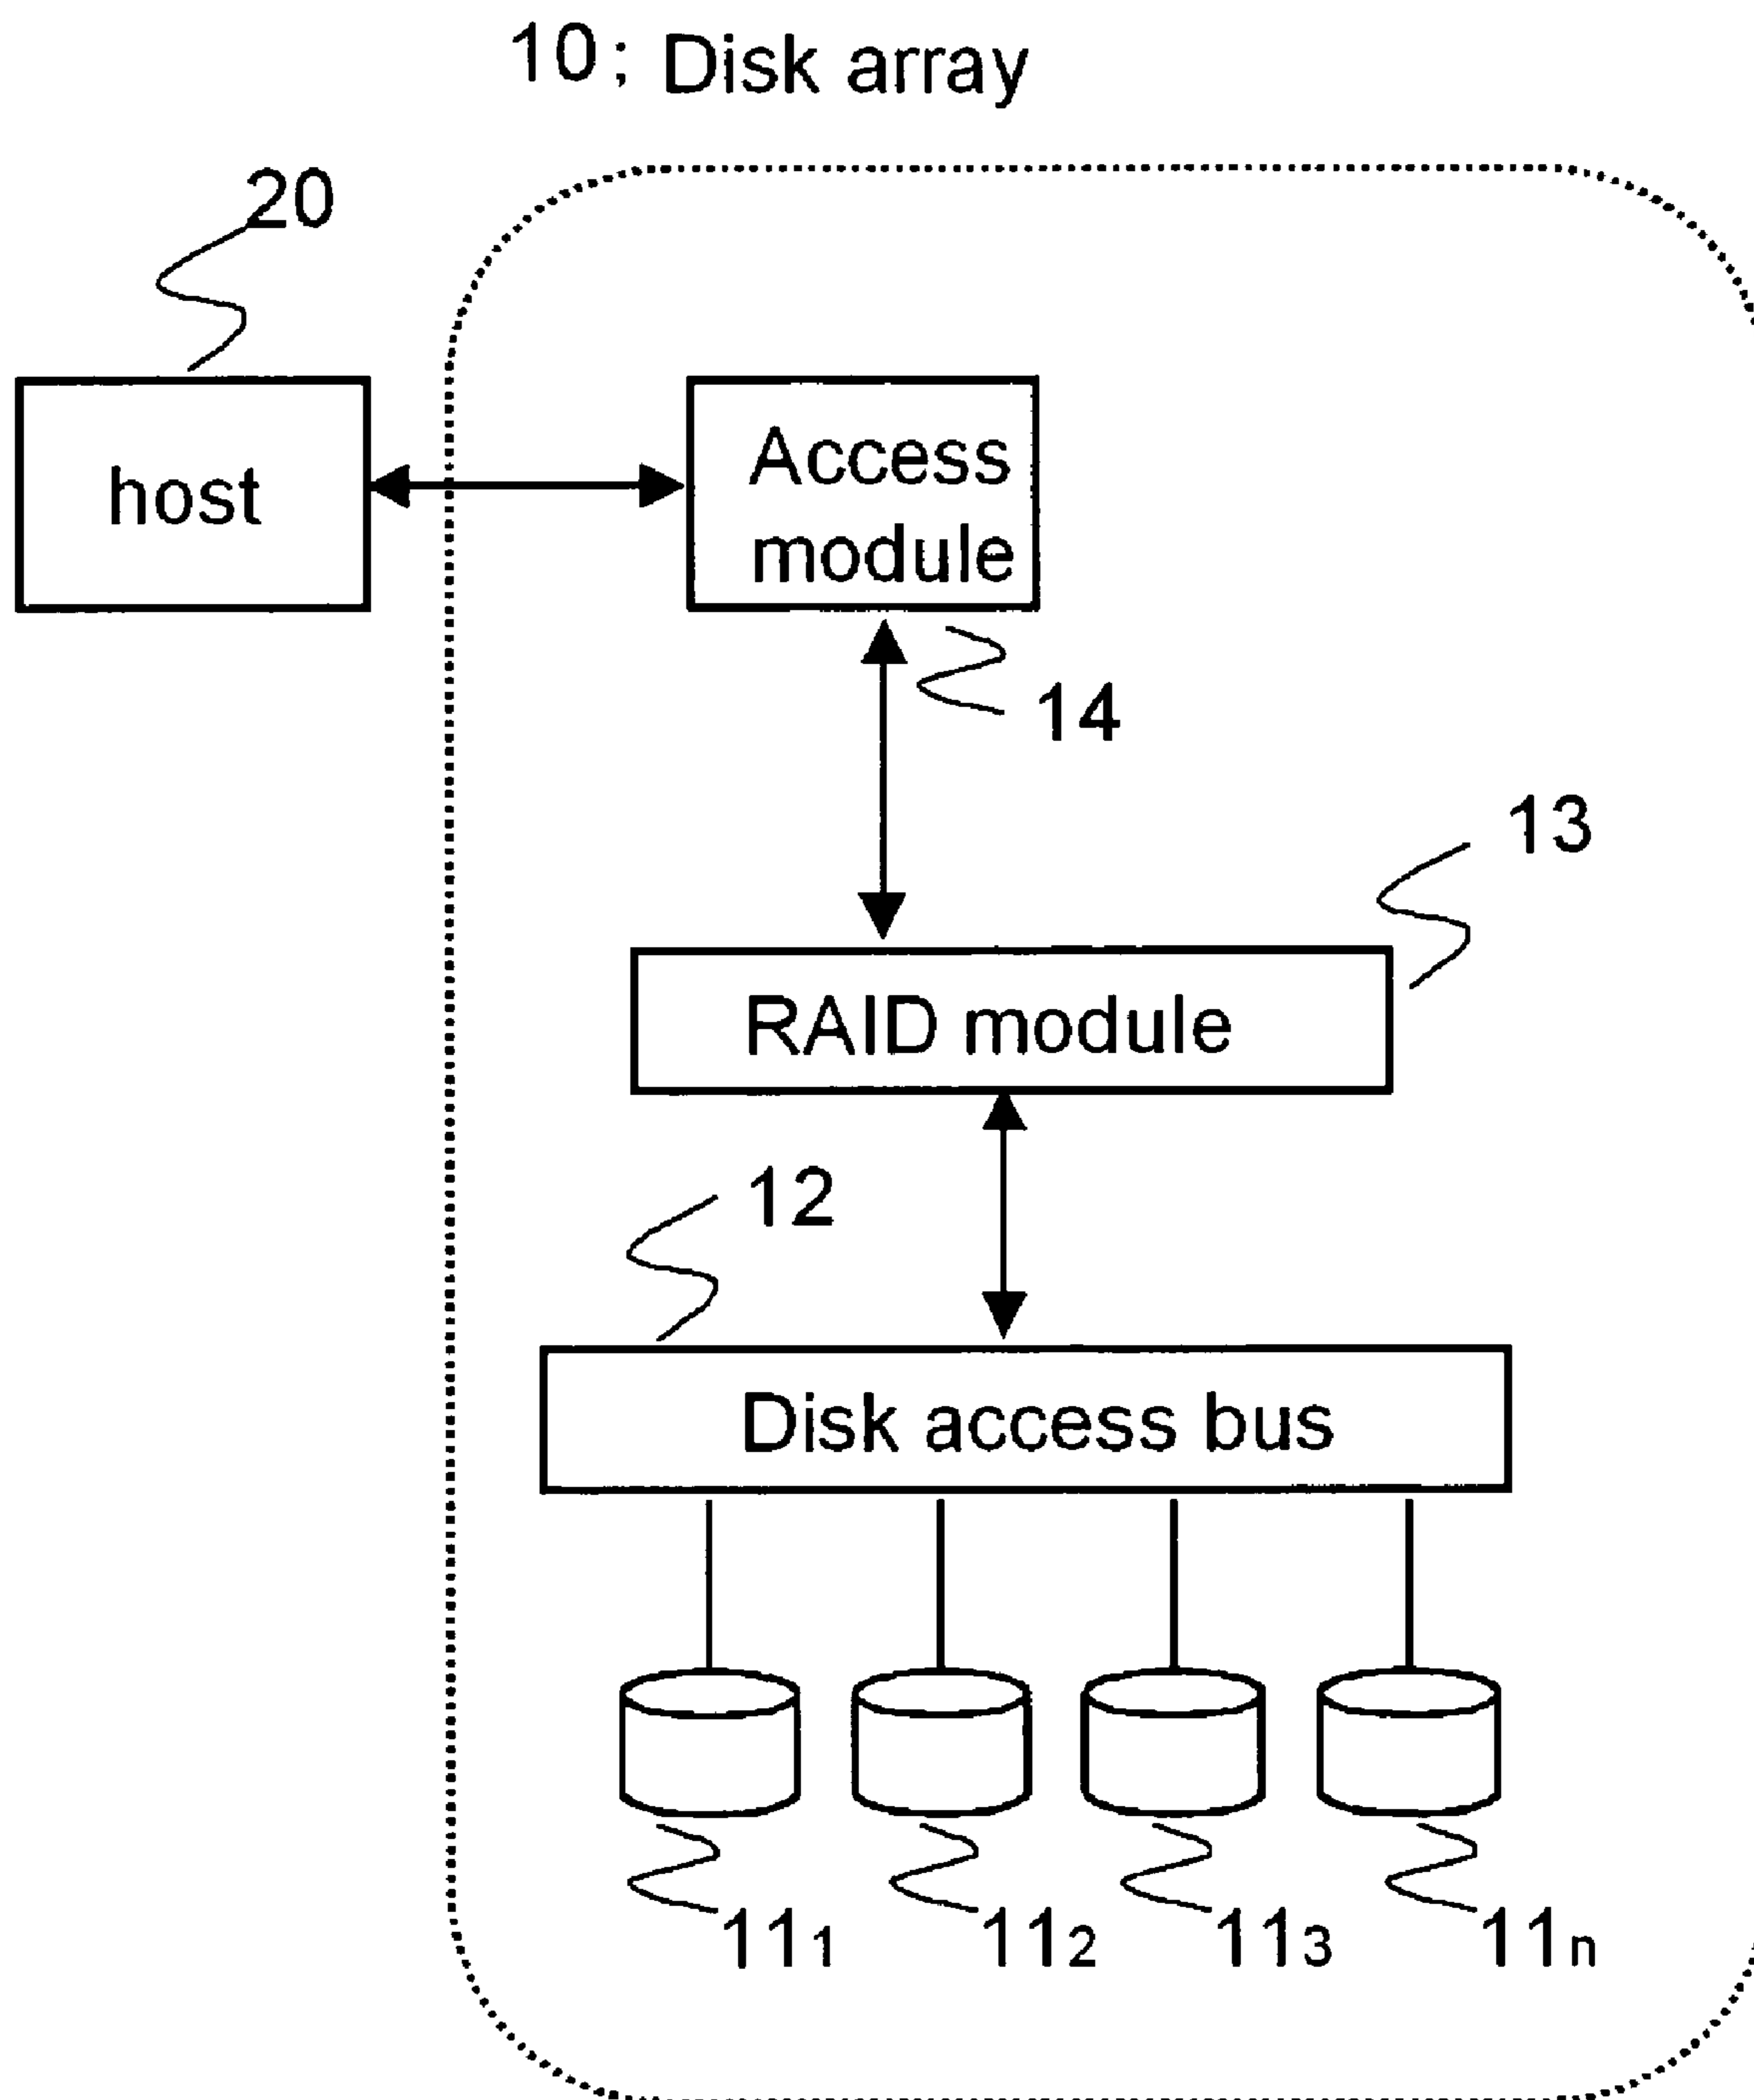 10; Disk array
20
host
Access
module
14
13
RAID module
12
Disk access bus
11₁ 11₂ 11₃ 11ₙ